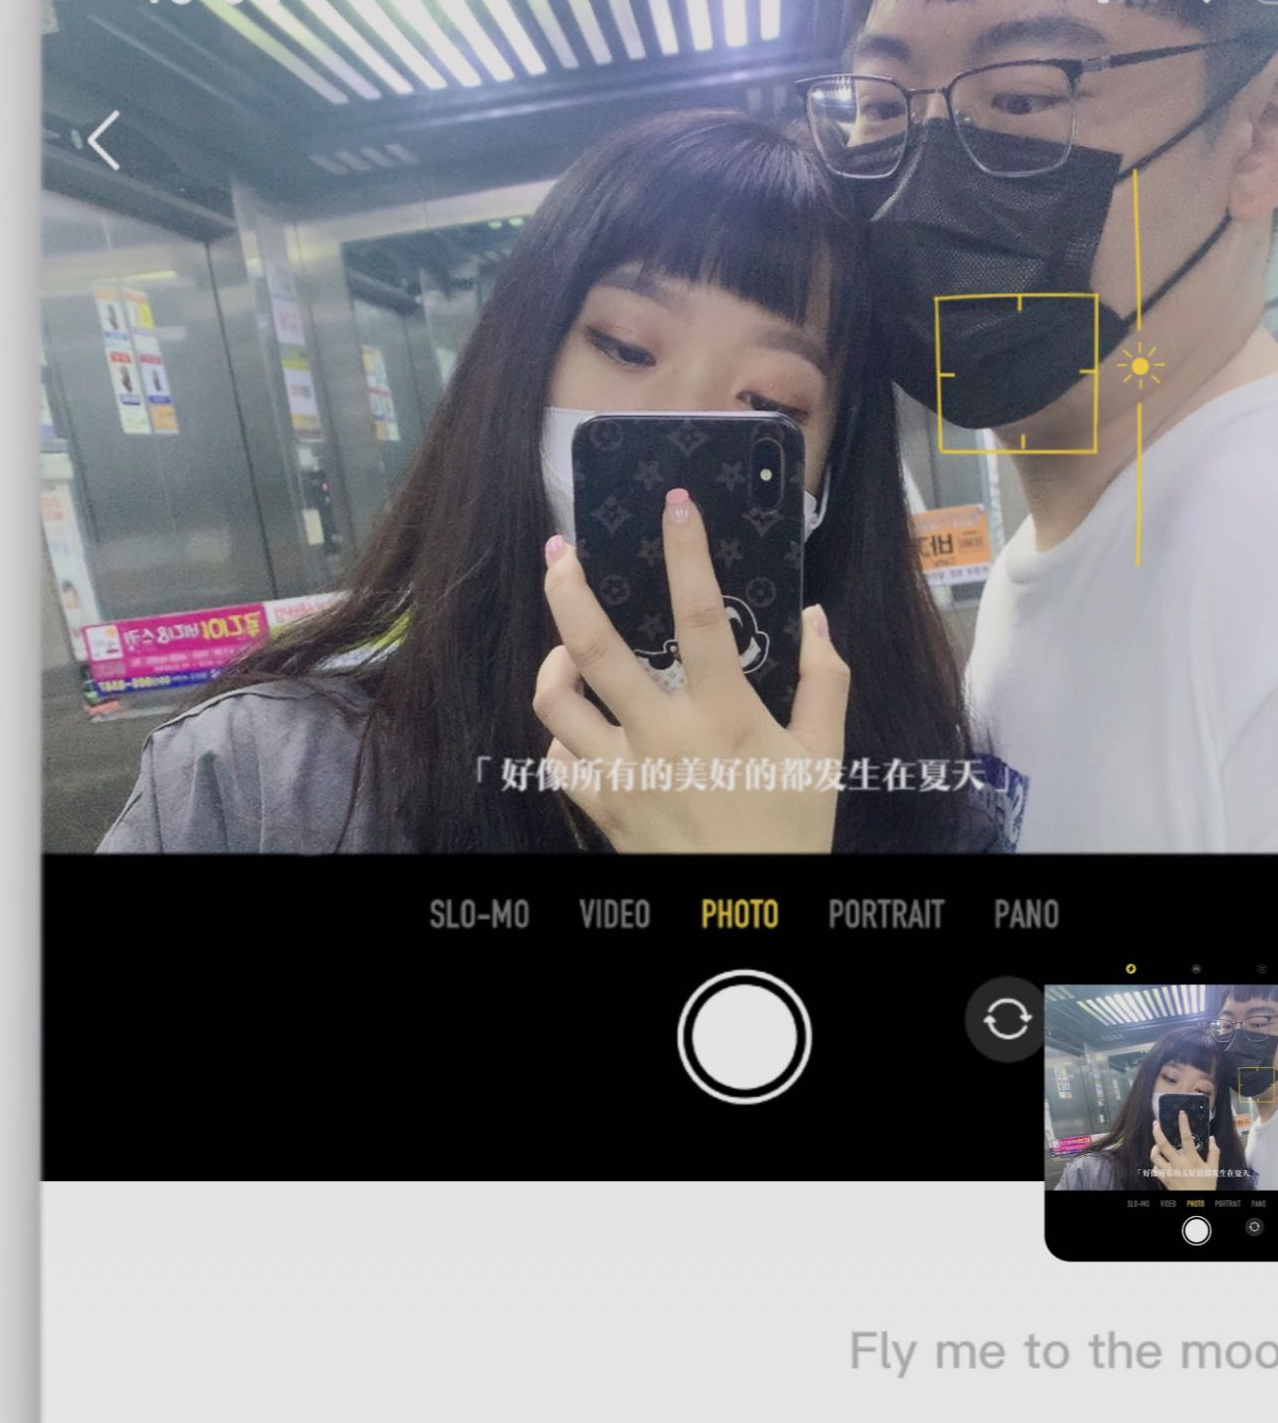 「 好像所有的美好的都发生在夏天 」
SLO-MO VIDEO PHOTO PORTRAIT PANO
「 好像所有的美好的都发生在夏天
SLO-MO VIDEO PHOTO PORTRAIT PANO
Fly me to the moo